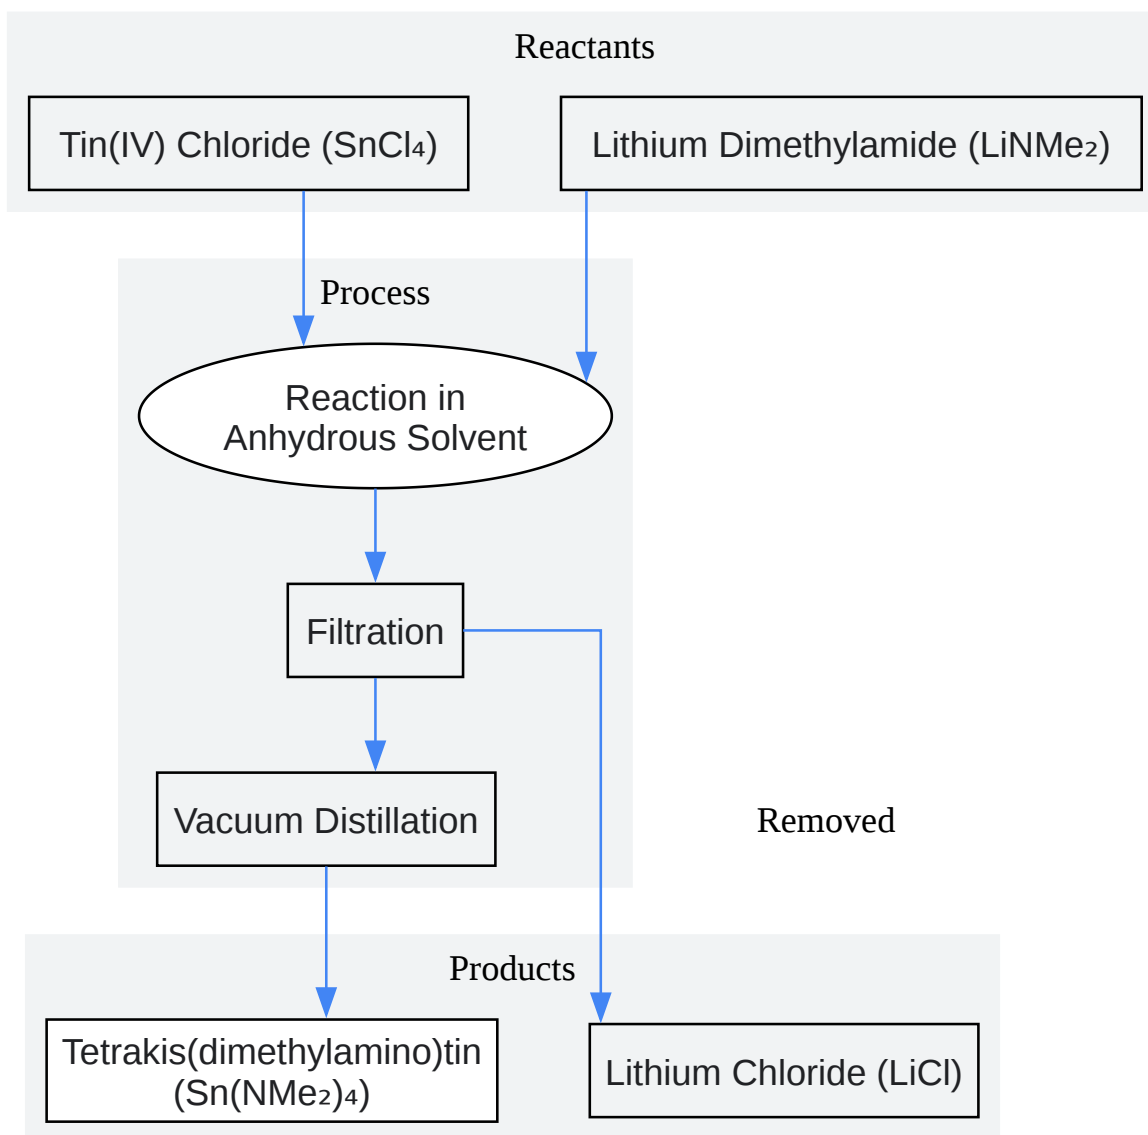 Reactants
Tin(IV) Chloride (SnCl₄)
Lithium Dimethylamide (LiNMe₂)
Process
Reaction in
Anhydrous Solvent
Filtration
Vacuum Distillation
Removed
Products
Tetrakis(dimethylamino)tin
(Sn(NMe₂)₄)
Lithium Chloride (LiCl)